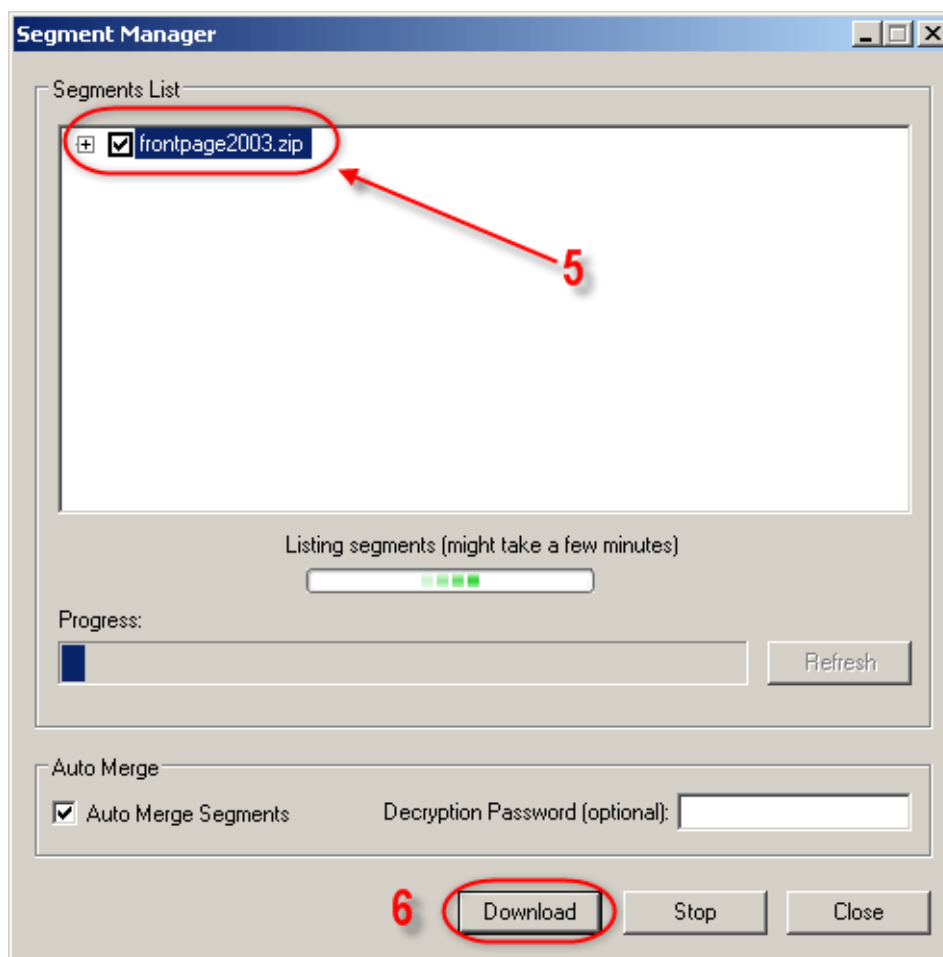 Segment Manager
Segments List
frontpage2003.zip
5
Listing segments (might take a few minutes)
Progress:
Refresh
Auto Merge
Auto Merge Segments Decryption Password (optional):
6 Download Stop Close